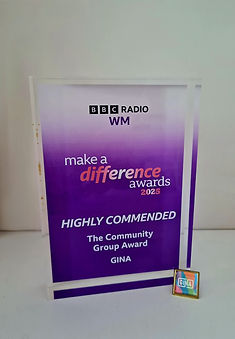 BBC RADIO
WM
make a
difference
awards
2025
HIGHLY COMMENDED
The Community
Group Award
GINA